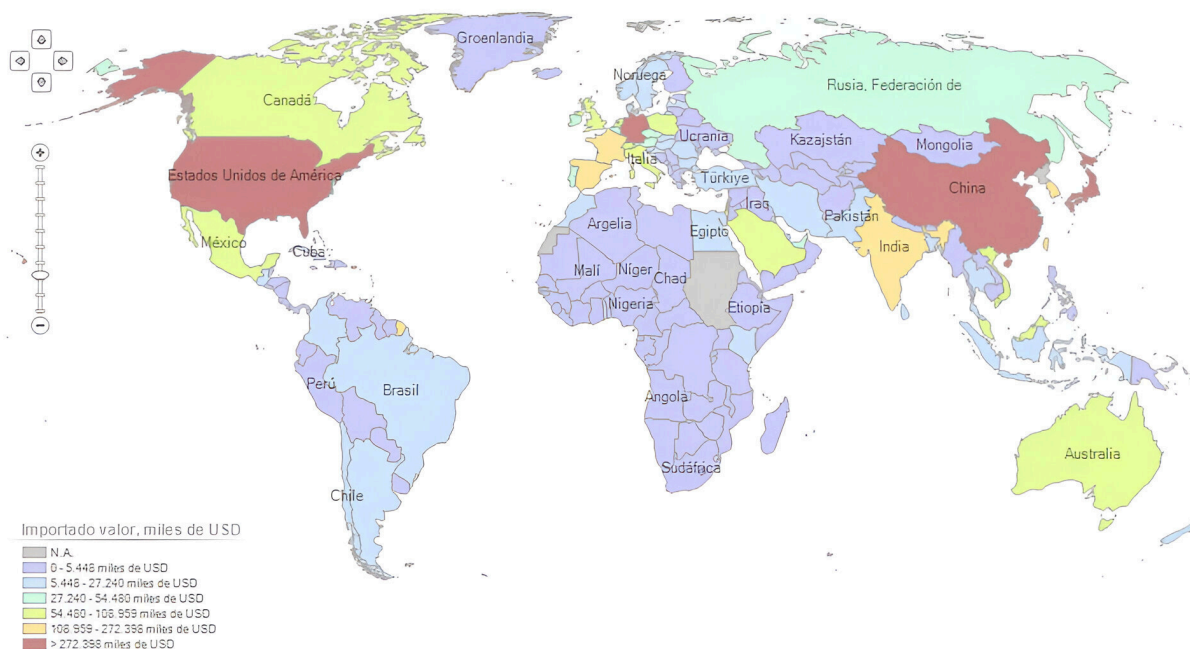 Groenlandia
Noruega
Rusia, Federación de
Canadá
Ucrania
Kazajstán
Mongolia
Italia
Estados Unidos de América
Türkiye
China
Iraq
Pakistán
Argelia
Egipto
México
India
Cuba
Malí
Níger
Chad
Nigeria
Etiopia
Perú
Brasil
Angola
Australia
Sudáfrica
Chile
Importado valor, miles de USD
N.A.
0 - 5.448 miles de USD
5.448 - 27.240 miles de USD
27.240 - 54.480 miles de USD
54.480 - 108.959 miles de USD
108.959 - 272.398 miles de USD
> 272.398 miles de USD